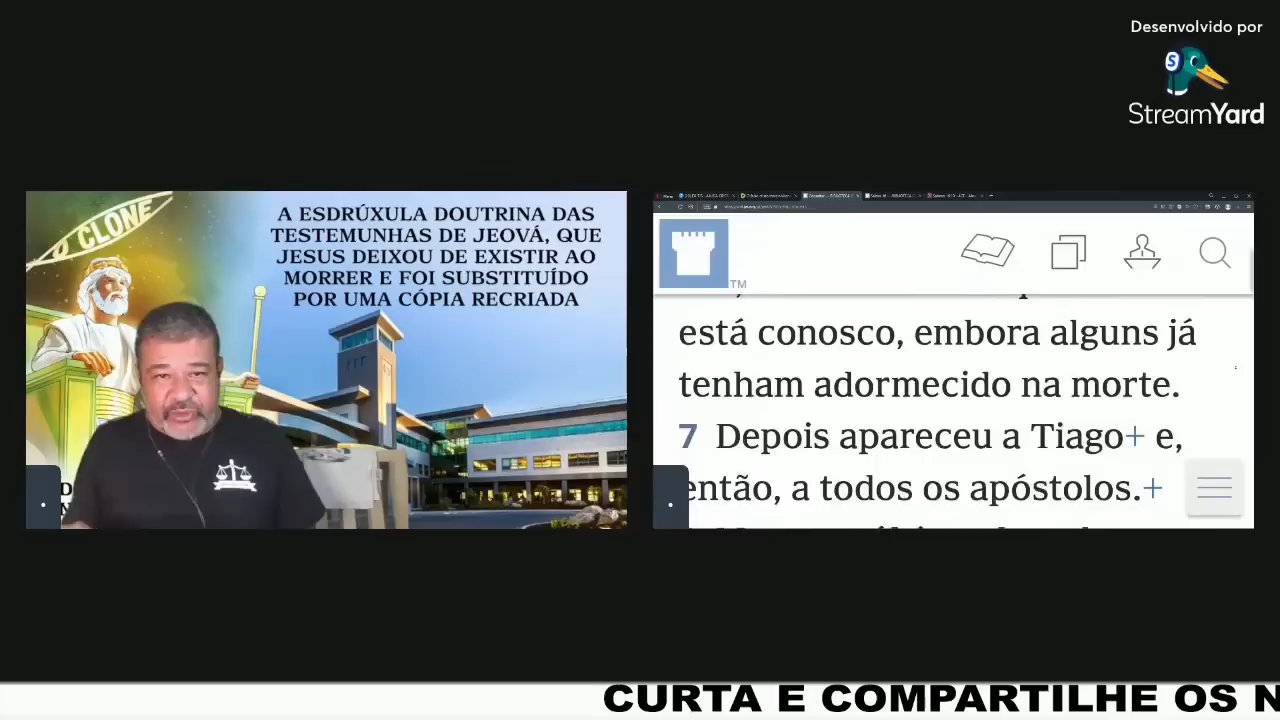 Desenvolvido por
StreamYard
O CLONE
A ESDRÚXULA DOUTRINA DAS
TESTEMUNHAS DE JEOVÁ, QUE
JESUS DEIXOU DE EXISTIR AO
MORRER E FOI SUBSTITUÍDO
POR UMA CÓPIA RECRIADA
TM
está conosco, embora alguns já
tenham adormecido na morte.
7 Depois apareceu a Tiago+ e,
então, a todos os apóstolos.+
CURTA E COMPARTILHE OS N